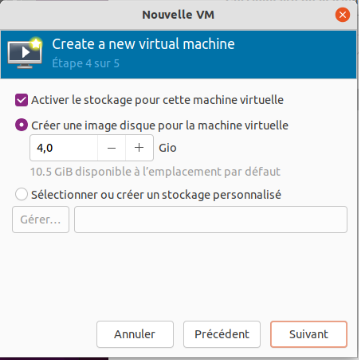 Nouvelle VM
Create a new virtual machine
Étape 4 sur 5
Activer le stockage pour cette machine virtuelle
Créer une image disque pour la machine virtuelle
4,0 − + Gio
10.5 GiB disponible à l’emplacement par défaut
Sélectionner ou créer un stockage personnalisé
Gérer…
Annuler Précédent Suivant